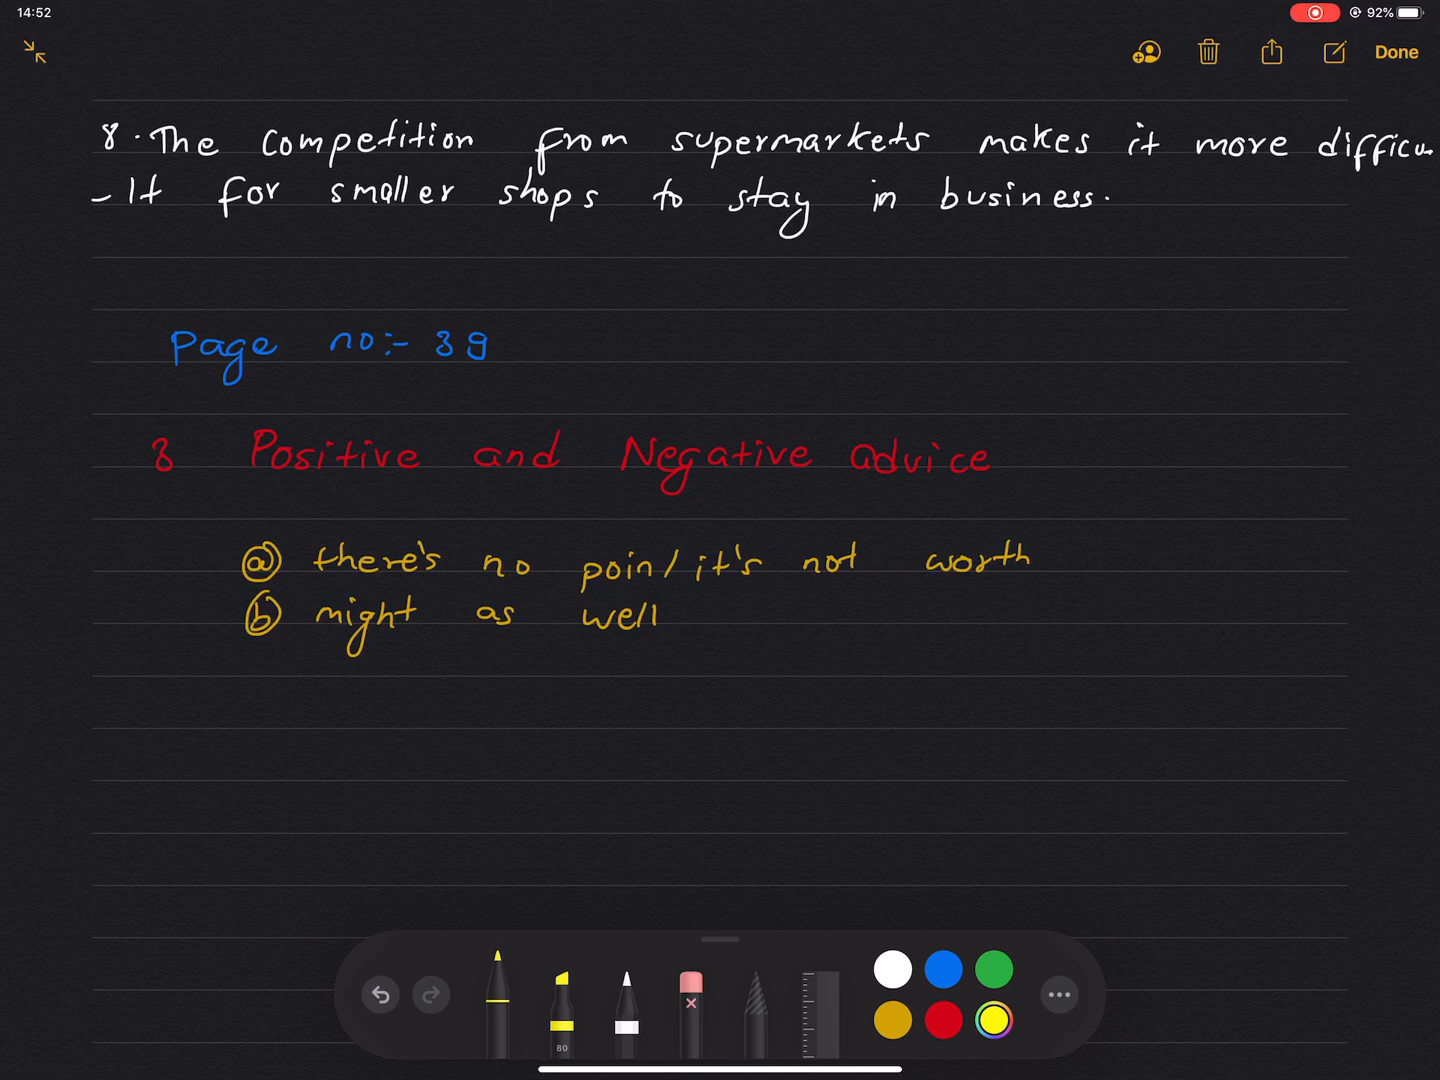 14:52
92%
Done
8. The competition from supermarkets makes it more difficu
- lt for smaller shops to stay in business.
Page no:- 39
3 Positive and Negative advice
(a) there's no poin/it's not worth
(b) might as well
80